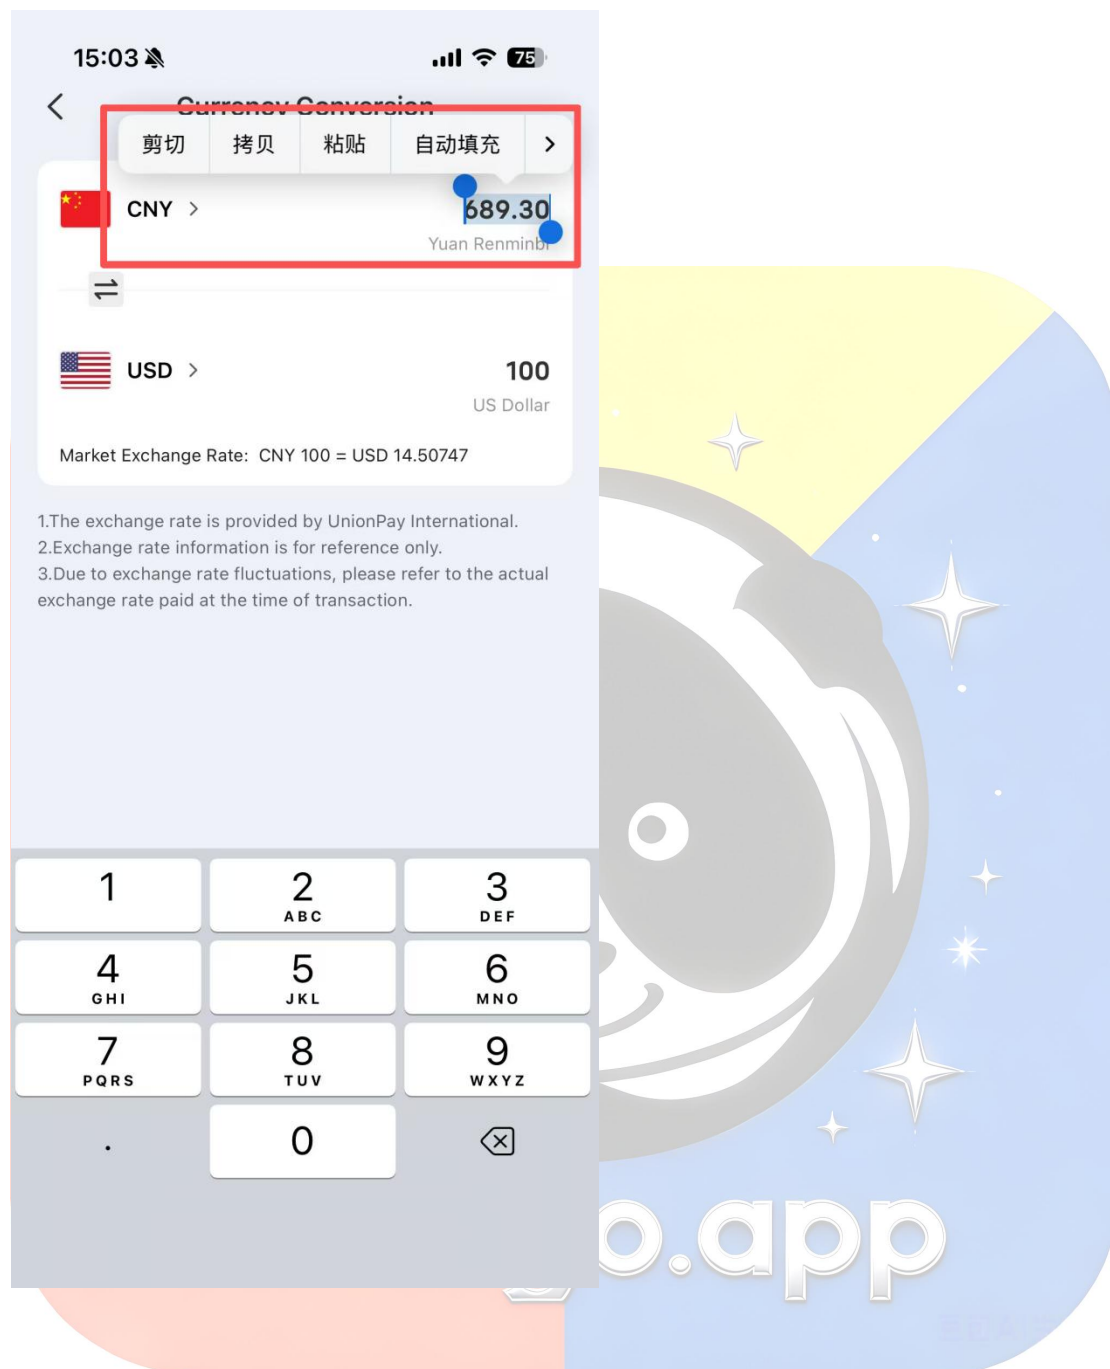 15:03
75
Currency Conversion
剪切 拷贝 粘贴 自动填充
CNY 689.30
Yuan Renminbi
USD 100
US Dollar
Market Exchange Rate: CNY 100 = USD 14.50747
1.The exchange rate is provided by UnionPay International.
2.Exchange rate information is for reference only.
3.Due to exchange rate fluctuations, please refer to the actual
exchange rate paid at the time of transaction.
1 2 3
ABC DEF
4 5 6
GHI JKL MNO
7 8 9
PQRS TUV WXYZ
. 0
o.app